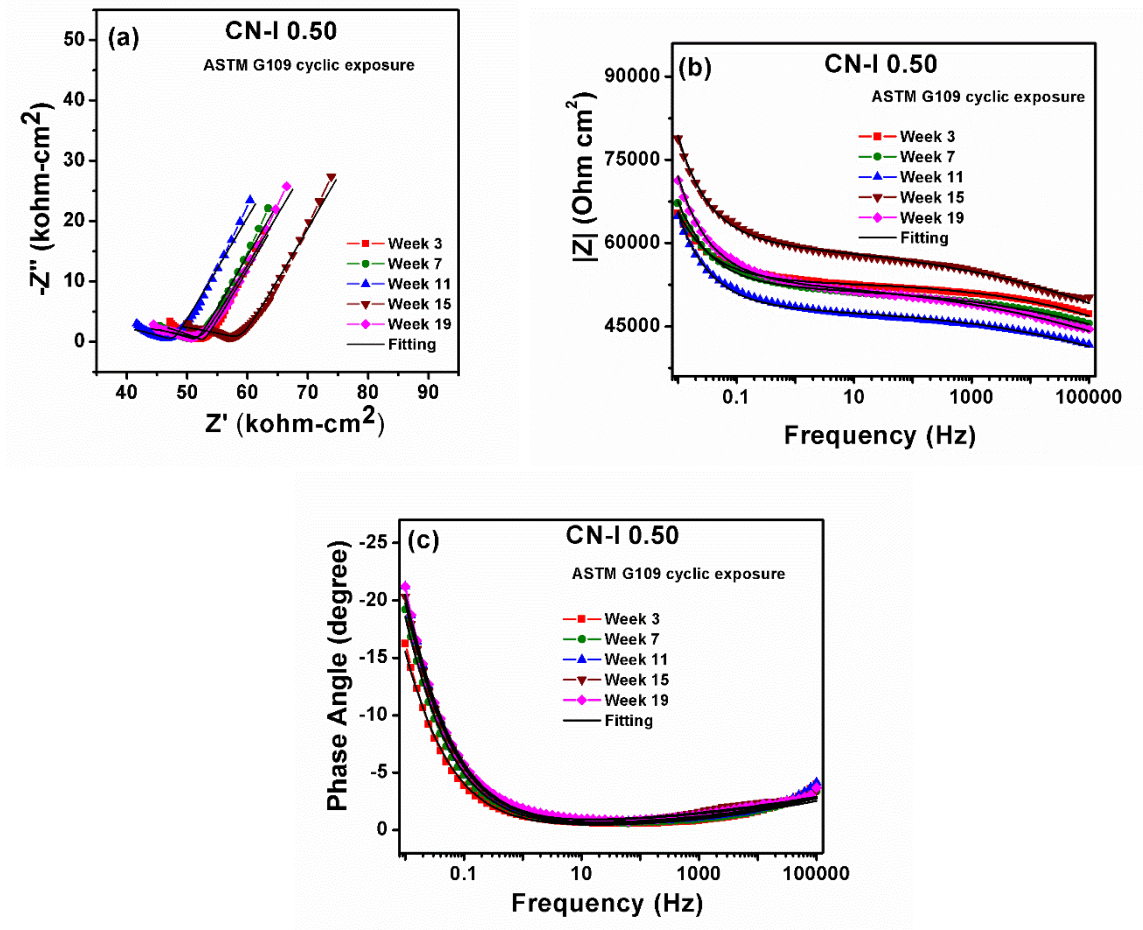 (a)
CN-I 0.50
ASTM G109 cyclic exposure
50
40
30
20
10
0
-Z'' (kohm-cm²)
Week 3
Week 7
Week 11
Week 15
Week 19
Fitting
40 50 60 70 80 90
Z' (kohm-cm²)
(b)
CN-I 0.50
ASTM G109 cyclic exposure
90000
75000
60000
45000
|Z| (Ohm cm²)
Week 3
Week 7
Week 11
Week 15
Week 19
Fitting
0.1 10 1000 100000
Frequency (Hz)
(c)
CN-I 0.50
ASTM G109 cyclic exposure
-25
-20
-15
-10
-5
0
Phase Angle (degree)
Week 3
Week 7
Week 11
Week 15
Week 19
Fitting
0.1 10 1000 100000
Frequency (Hz)